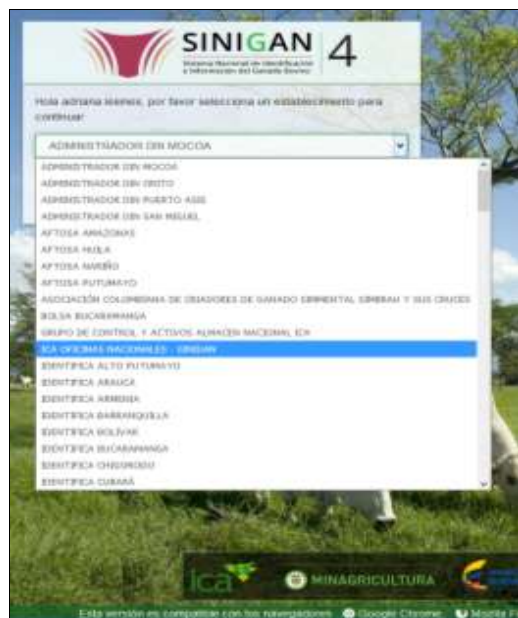 SINIGAN 4
Sistema Nacional de Identificación
e Información del Ganado Bovino
Hola adriana lesmes, por favor selecciona un establecimiento para
continuar:
ADMINISTRADOR DIN MOCOA
ADMINISTRADOR DIN MOCOA
ADMINISTRADOR DIN ORITO
ADMINISTRADOR DIN PUERTO ASIS
ADMINISTRADOR DIN SAN MIGUEL
AFTOSA AMAZONAS
AFTOSA HUILA
AFTOSA NARIÑO
AFTOSA PUTUMAYO
ASOCIACIÓN COLOMBIANA DE CRIADORES DE GANADO SIMMENTAL SIMBRAH Y SUS CRUCES
BOLSA BUCARAMANGA
GRUPO DE CONTROL Y ACTIVOS ALMACEN NACIONAL ICA
ICA OFICINAS NACIONALES - SINIGAN
IDENTIFICA ALTO PUTUMAYO
IDENTIFICA ARAUCA
IDENTIFICA ARMENIA
IDENTIFICA BARRANQUILLA
IDENTIFICA BOLÍVAR
IDENTIFICA BUCARAMANGA
IDENTIFICA CHIGORODO
IDENTIFICA CUBARÁ
ica
MINAGRICULTURA
Esta versión es compatible con los navegadores Google Chrome Mozilla Fi